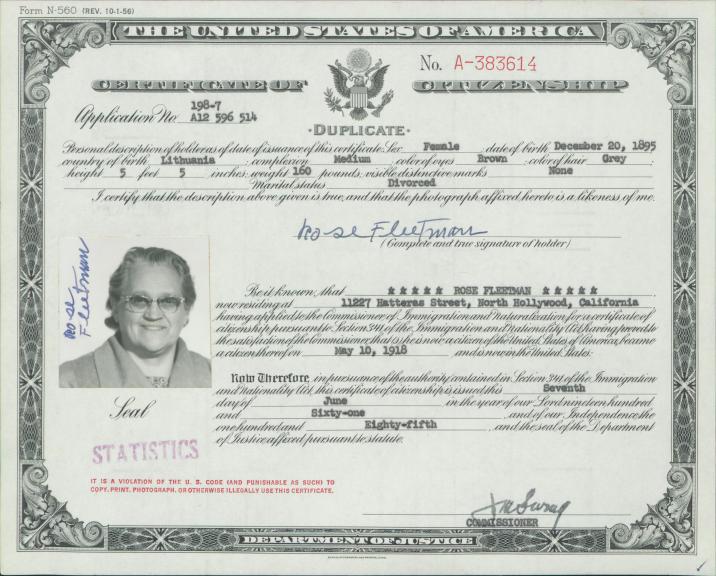 Form N-560 (REV. 10-1-56)
THE UNITED STATES OF AMERICA
No. A-383614
CERTIFICATE OF CITIZENSHIP
198-7
Application No. A12 596 514
·DUPLICATE·
Personal description of holder as of date of issuance of this certificate: Sex Female ; date of birth December 20, 1895
country of birth Lithuania ; complexion Medium ; color of eyes Brown ; color of hair Grey ;
height 5 feet 5 inches; weight 160 pounds; visible distinctive marks None
Marital status Divorced
I certify that the description above given is true, and that the photograph affixed hereto is a likeness of me.
Rose Fleetman
(Complete and true signature of holder)
Rose Fleetman
Be it known, that ★★★★★ ROSE FLEETMAN ★★★★★
now residing at 11227 Hatteras Street, North Hollywood, California
having applied to the Commissioner of Immigration and Naturalization for a certificate of
citizenship pursuant to Section 341 of the Immigration and Nationality Act, having proved to
the satisfaction of the Commissioner, that she is now a citizen of the United States of America, became
a citizen thereof on May 10, 1918 and is now in the United States:
Now Therefore, in pursuance of the authority contained in Section 341 of the Immigration
and Nationality Act, this certificate of citizenship is issued this Seventh
day of June in the year of our Lord nineteen hundred
and Sixty-one , and of our Independence the
one hundred and Eighty-fifth , and the seal of the Department
of Justice affixed pursuant to statute.
Seal
STATISTICS
IT IS A VIOLATION OF THE U. S. CODE (AND PUNISHABLE AS SUCH) TO
COPY, PRINT, PHOTOGRAPH, OR OTHERWISE ILLEGALLY USE THIS CERTIFICATE.
COMMISSIONER
DEPARTMENT OF JUSTICE